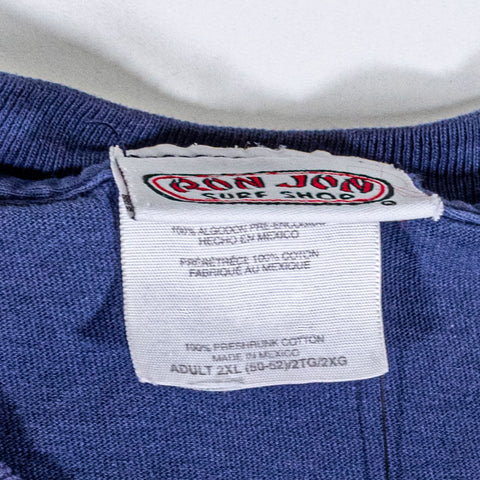 RON JON
SURF SHOP
100% ALGODON PRE-ENCOGIDO
HECHO EN MEXICO
PRÉRÉTRÉCI 100% COTON
FABRIQUÉ AU MEXIQUE
100% PRESHRUNK COTTON
MADE IN MEXICO
ADULT 2XL (50-52)/2TG/2XG